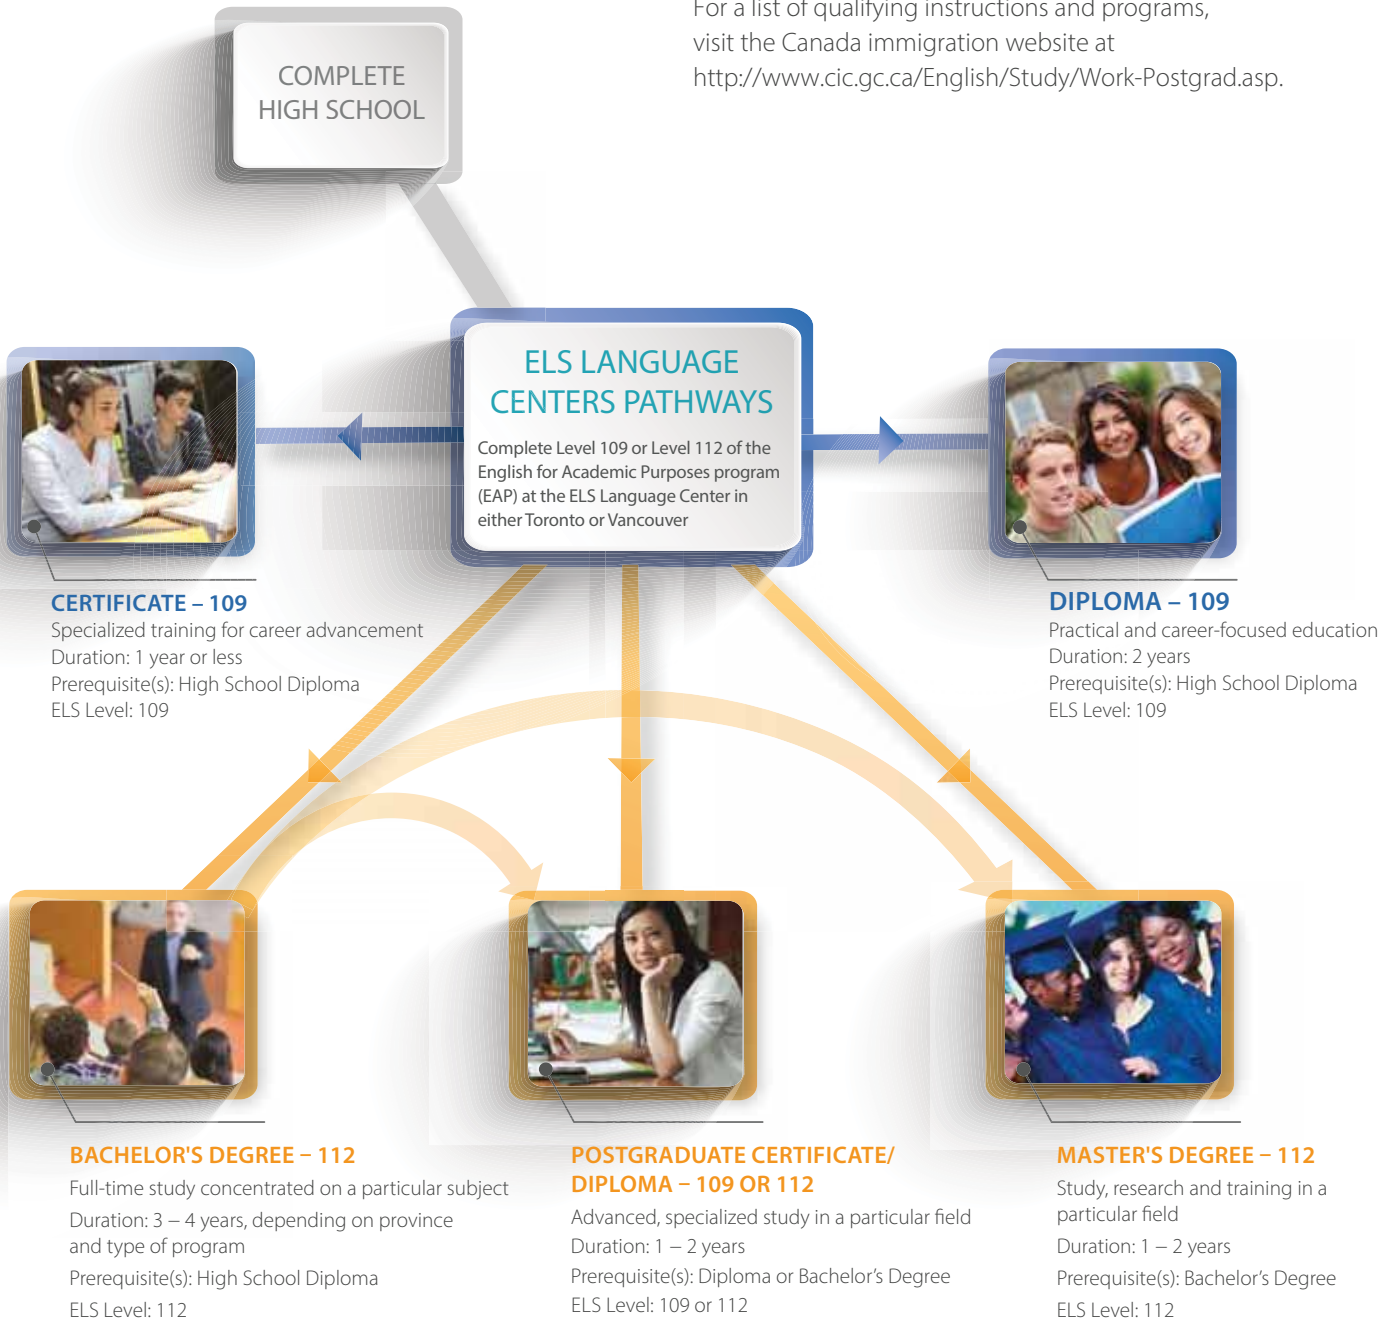 For a list of qualifying instructions and programs,
visit the Canada immigration website at
http://www.cic.gc.ca/English/Study/Work-Postgrad.asp.
COMPLETE
HIGH SCHOOL
ELS LANGUAGE
CENTERS PATHWAYS
Complete Level 109 or Level 112 of the
English for Academic Purposes program
(EAP) at the ELS Language Center in
either Toronto or Vancouver
CERTIFICATE – 109
Specialized training for career advancement
Duration: 1 year or less
Prerequisite(s): High School Diploma
ELS Level: 109
DIPLOMA – 109
Practical and career-focused education
Duration: 2 years
Prerequisite(s): High School Diploma
ELS Level: 109
BACHELOR'S DEGREE – 112
Full-time study concentrated on a particular subject
Duration: 3 – 4 years, depending on province
and type of program
Prerequisite(s): High School Diploma
ELS Level: 112
POSTGRADUATE CERTIFICATE/
DIPLOMA – 109 OR 112
Advanced, specialized study in a particular field
Duration: 1 – 2 years
Prerequisite(s): Diploma or Bachelor’s Degree
ELS Level: 109 or 112
MASTER'S DEGREE – 112
Study, research and training in a
particular field
Duration: 1 – 2 years
Prerequisite(s): Bachelor’s Degree
ELS Level: 112